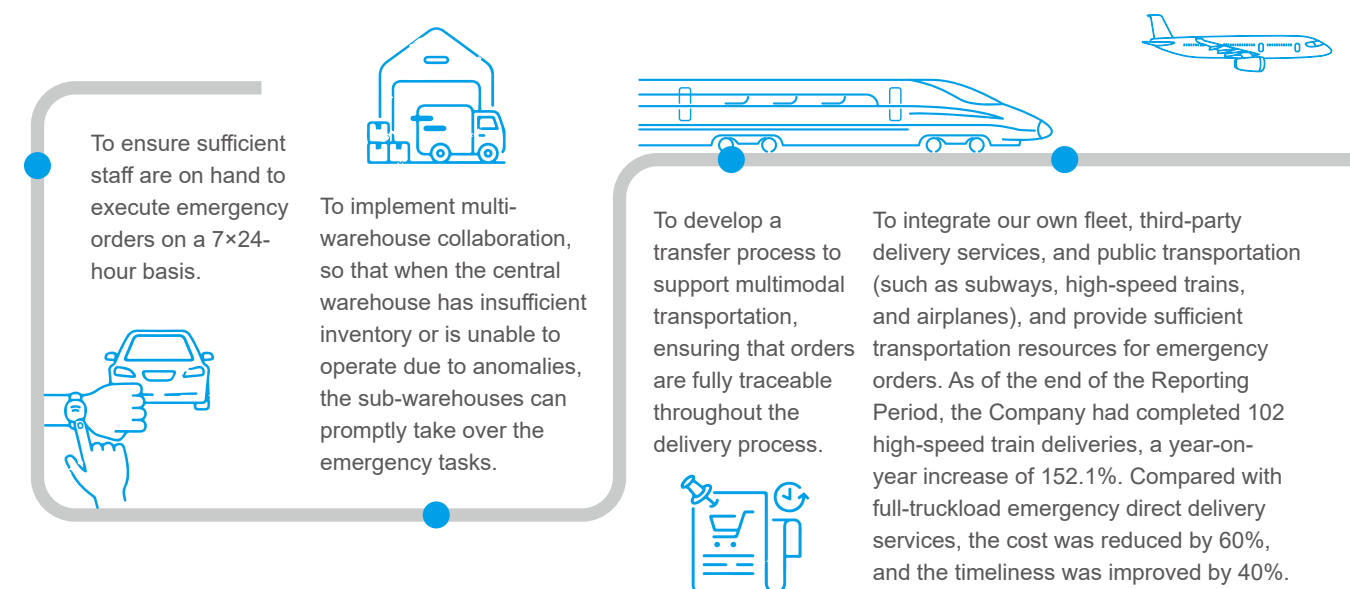 To ensure sufficient
staff are on hand to
execute emergency
orders on a 7×24-
hour basis.
To implement multi-
warehouse collaboration,
so that when the central
warehouse has insufficient
inventory or is unable to
operate due to anomalies,
the sub-warehouses can
promptly take over the
emergency tasks.
To develop a
transfer process to
support multimodal
transportation,
ensuring that orders
are fully traceable
throughout the
delivery process.
To integrate our own fleet, third-party
delivery services, and public transportation
(such as subways, high-speed trains,
and airplanes), and provide sufficient
transportation resources for emergency
orders. As of the end of the Reporting
Period, the Company had completed 102
high-speed train deliveries, a year-on-
year increase of 152.1%. Compared with
full-truckload emergency direct delivery
services, the cost was reduced by 60%,
and the timeliness was improved by 40%.